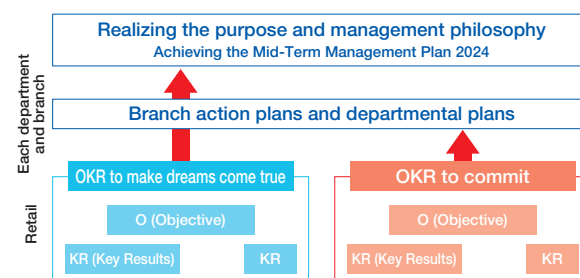 Realizing the purpose and management philosophy
Achieving the Mid-Term Management Plan 2024
Each department
and branch
Branch action plans and departmental plans
Retail
OKR to make dreams come true
O (Objective)
KR (Key Results)
KR
OKR to commit
O (Objective)
KR (Key Results)
KR